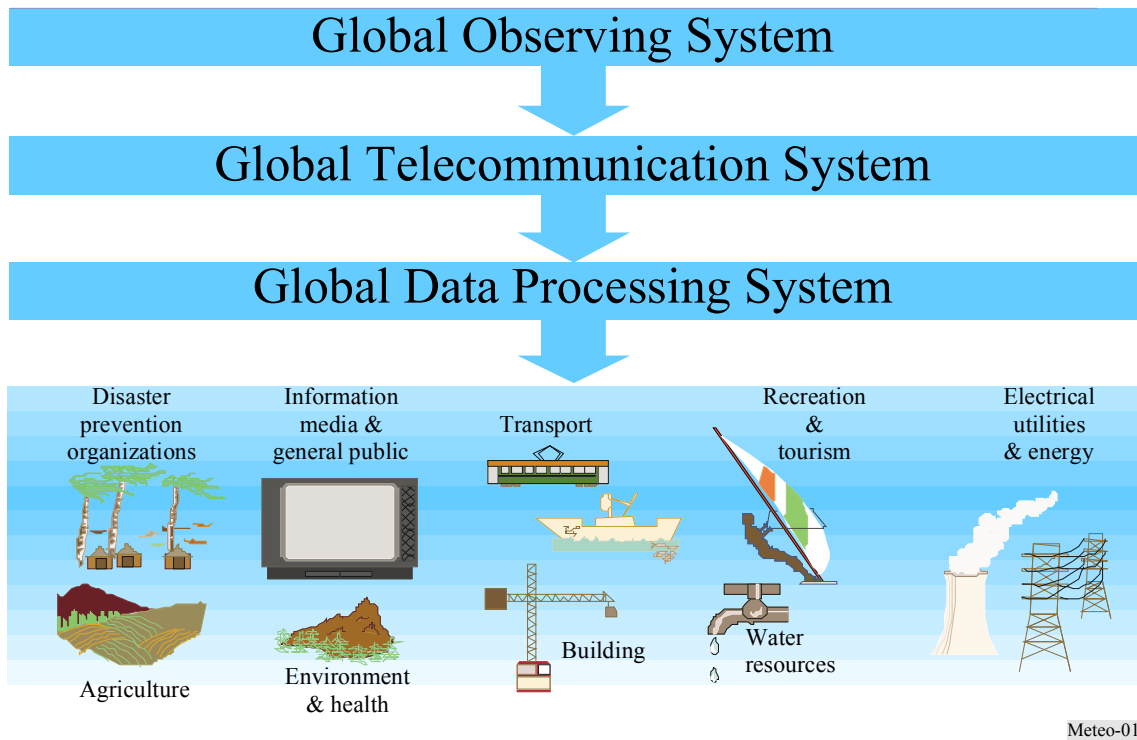 Global Observing System
Global Telecommunication System
Global Data Processing System
Disaster
prevention
organizations
Information
media &
general public
Transport
Recreation
&
tourism
Electrical
utilities
& energy
Agriculture
Environment
& health
Building
Water
resources
Meteo-01